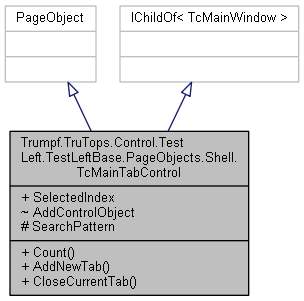 PageObject
IChildOf< TcMainWindow >
Trumpf.TruTops.Control.Test
Left.TestLeftBase.PageObjects.Shell.
TcMainTabControl
+ SelectedIndex
~ AddControlObject
# SearchPattern
+ Count()
+ AddNewTab()
+ CloseCurrentTab()